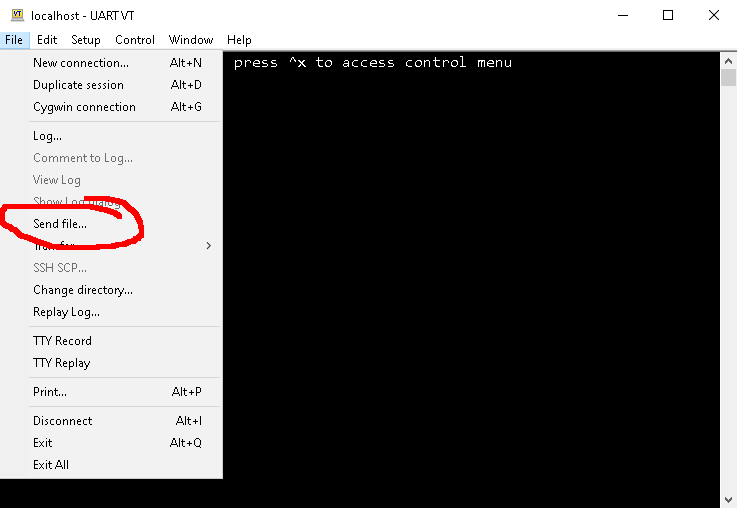 VT localhost - UART VT
File Edit Setup Control Window Help
press ^x to access control menu
New connection... Alt+N
Duplicate session Alt+D
Cygwin connection Alt+G
Log...
Comment to Log...
View Log
Show Log dialog
Send file...
Transfer
SSH SCP...
Change directory...
Replay Log...
TTY Record
TTY Replay
Print... Alt+P
Disconnect Alt+I
Exit Alt+Q
Exit All